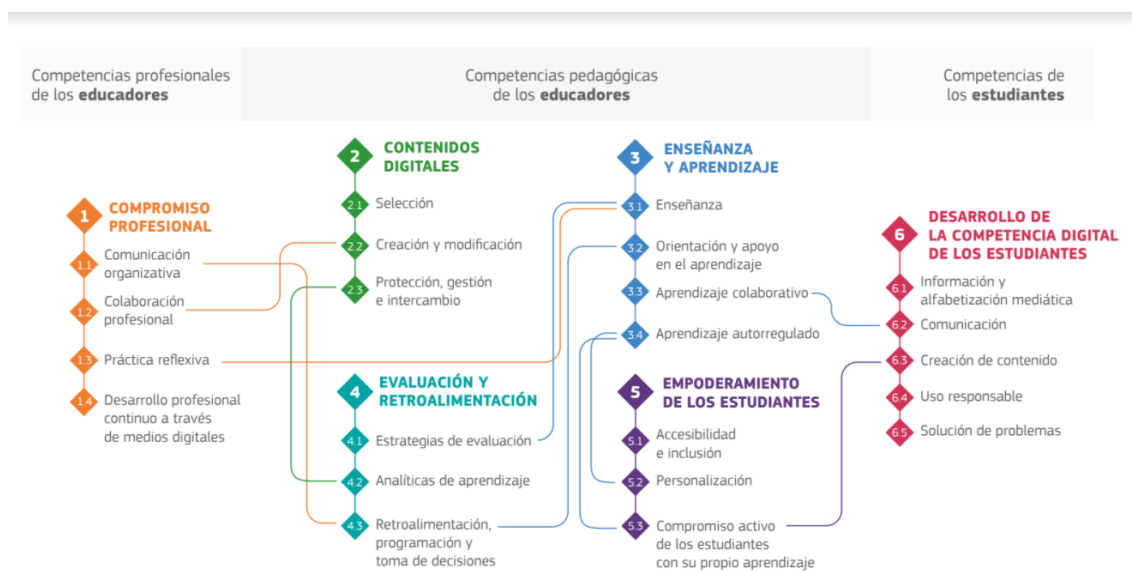 Competencias profesionales
de los educadores
Competencias pedagógicas
de los educadores
Competencias de
los estudiantes
1
COMPROMISO
PROFESIONAL
1.1
Comunicación
organizativa
1.2
Colaboración
profesional
1.3
Práctica reflexiva
1.4
Desarrollo profesional
continuo a través
de medios digitales
2
CONTENIDOS
DIGITALES
2.1
Selección
2.2
Creación y modificación
2.3
Protección, gestión
e intercambio
3
ENSEÑANZA
Y APRENDIZAJE
3.1
Enseñanza
3.2
Orientación y apoyo
en el aprendizaje
3.3
Aprendizaje colaborativo
3.4
Aprendizaje autorregulado
4
EVALUACIÓN Y
RETROALIMENTACIÓN
4.1
Estrategias de evaluación
4.2
Analíticas de aprendizaje
4.3
Retroalimentación,
programación y
toma de decisiones
5
EMPODERAMIENTO
DE LOS ESTUDIANTES
5.1
Accesibilidad
e inclusión
5.2
Personalización
5.3
Compromiso activo
de los estudiantes
con su propio aprendizaje
6
DESARROLLO DE
LA COMPETENCIA DIGITAL
DE LOS ESTUDIANTES
6.1
Información y
alfabetización mediática
6.2
Comunicación
6.3
Creación de contenido
6.4
Uso responsable
6.5
Solución de problemas